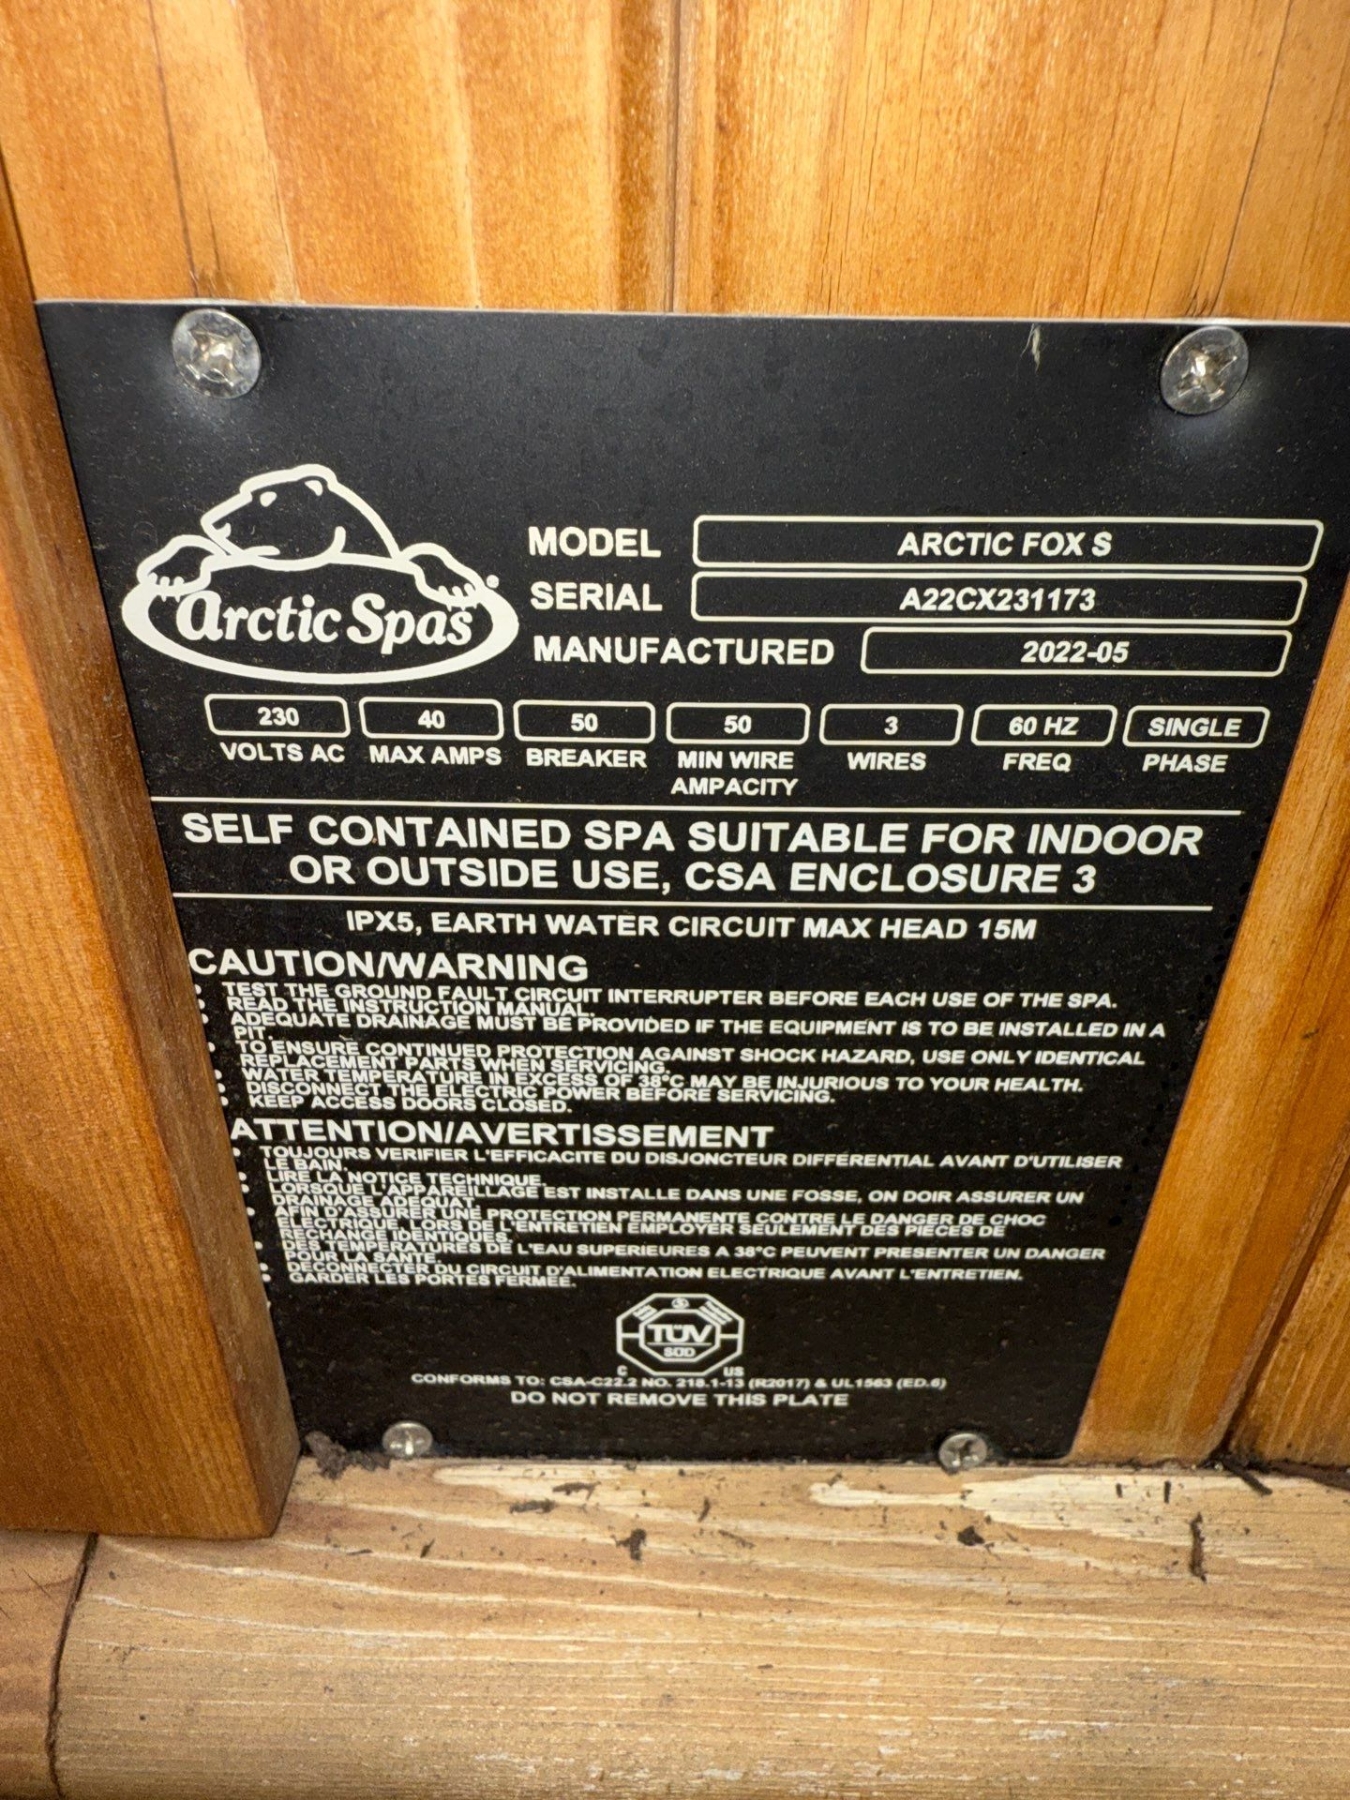 MODEL ARCTIC FOX S
SERIAL A22CX231173
MANUFACTURED 2022-05
Arctic Spas®
230 40 50 50 3 60 HZ SINGLE
VOLTS AC MAX AMPS BREAKER MIN WIRE AMPACITY WIRES FREQ PHASE
SELF CONTAINED SPA SUITABLE FOR INDOOR
OR OUTSIDE USE, CSA ENCLOSURE 3
IPX5, EARTH WATER CIRCUIT MAX HEAD 15M
CAUTION/WARNING
• TEST THE GROUND FAULT CIRCUIT INTERRUPTER BEFORE EACH USE OF THE SPA.
• READ THE INSTRUCTION MANUAL.
• ADEQUATE DRAINAGE MUST BE PROVIDED IF THE EQUIPMENT IS TO BE INSTALLED IN A
PIT.
• TO ENSURE CONTINUED PROTECTION AGAINST SHOCK HAZARD, USE ONLY IDENTICAL
REPLACEMENT PARTS WHEN SERVICING.
• WATER TEMPERATURE IN EXCESS OF 38°C MAY BE INJURIOUS TO YOUR HEALTH.
• DISCONNECT THE ELECTRIC POWER BEFORE SERVICING.
• KEEP ACCESS DOORS CLOSED.
ATTENTION/AVERTISSEMENT
• TOUJOURS VERIFIER L'EFFICACITE DU DISJONCTEUR DIFFERENTIAL AVANT D'UTILISER
LE BAIN.
• LIRE LA NOTICE TECHNIQUE.
• LORSQUE L'APPAREILLAGE EST INSTALLE DANS UNE FOSSE, ON DOIR ASSURER UN
DRAINAGE ADEQUAT.
• AFIN D'ASSURER UNE PROTECTION PERMANENTE CONTRE LE DANGER DE CHOC
ELECTRIQUE, LORS DE L'ENTRETIEN EMPLOYER SEULEMENT DES PIECES DE
RECHANGE IDENTIQUES.
• DES TEMPERATURES DE L'EAU SUPERIEURES A 38°C PEUVENT PRESENTER UN DANGER
POUR LA SANTE.
• DECONNECTER DU CIRCUIT D'ALIMENTATION ELECTRIQUE AVANT L'ENTRETIEN.
• GARDER LES PORTES FERMEE.
TÜV
SÜD
C US
CONFORMS TO: CSA-C22.2 NO. 218.1-13 (R2017) & UL1563 (ED.6)
DO NOT REMOVE THIS PLATE